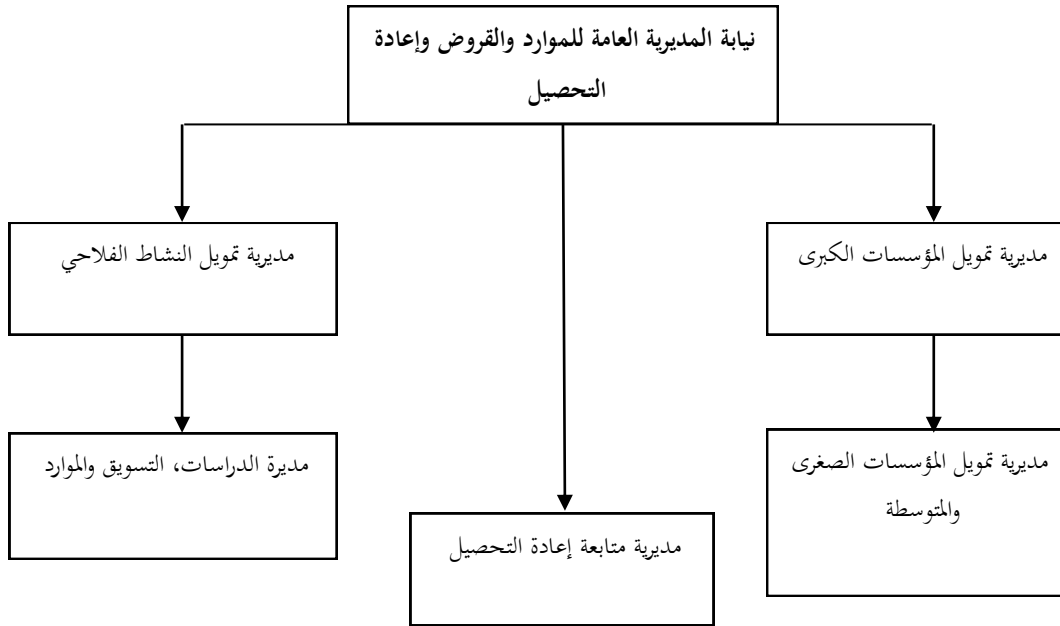 نيابة المديرية العامة للموارد والقروض وإعادة
التحصيل
مديرية تمويل المؤسسات الكبرى
مديرية تمويل النشاط الفلاحي
مديرية تمويل المؤسسات الصغرى
والمتوسطة
مديرة الدراسات، التسويق والموارد
مديرية متابعة إعادة التحصيل